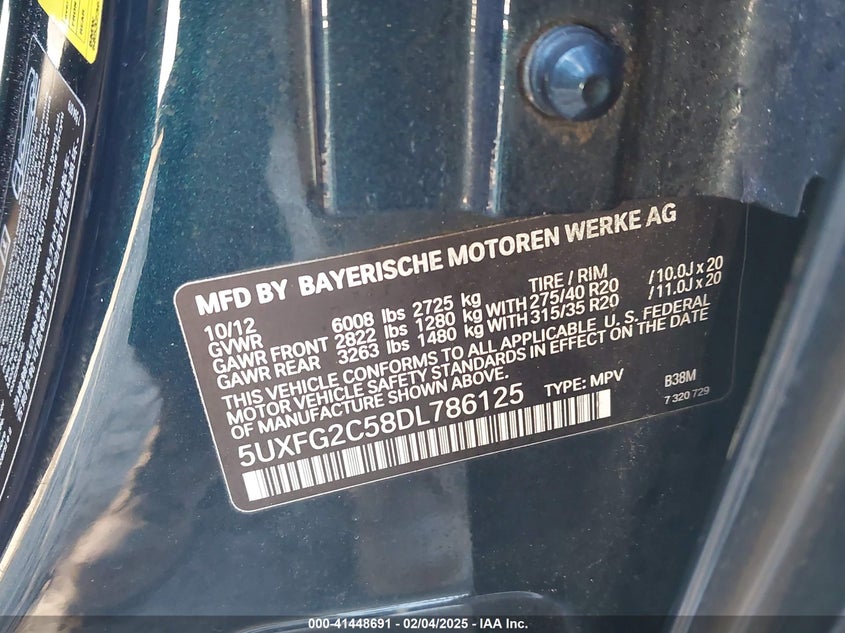 MFD BY BAYERISCHE MOTOREN WERKE AG
10/12 TIRE / RIM
GVWR 6008 lbs 2725 kg
GAWR FRONT 2822 lbs 1280 kg WITH 275/40 R20 /10.0J x 20
GAWR REAR 3263 lbs 1480 kg WITH 315/35 R20 /11.0J x 20
THIS VEHICLE CONFORMS TO ALL APPLICABLE U.S. FEDERAL
MOTOR VEHICLE SAFETY STANDARDS IN EFFECT ON THE DATE
OF MANUFACTURE SHOWN ABOVE.
5UXFG2C58DL786125 TYPE: MPV B38M
7 320 729
000-41448691 - 02/04/2025 - IAA Inc.